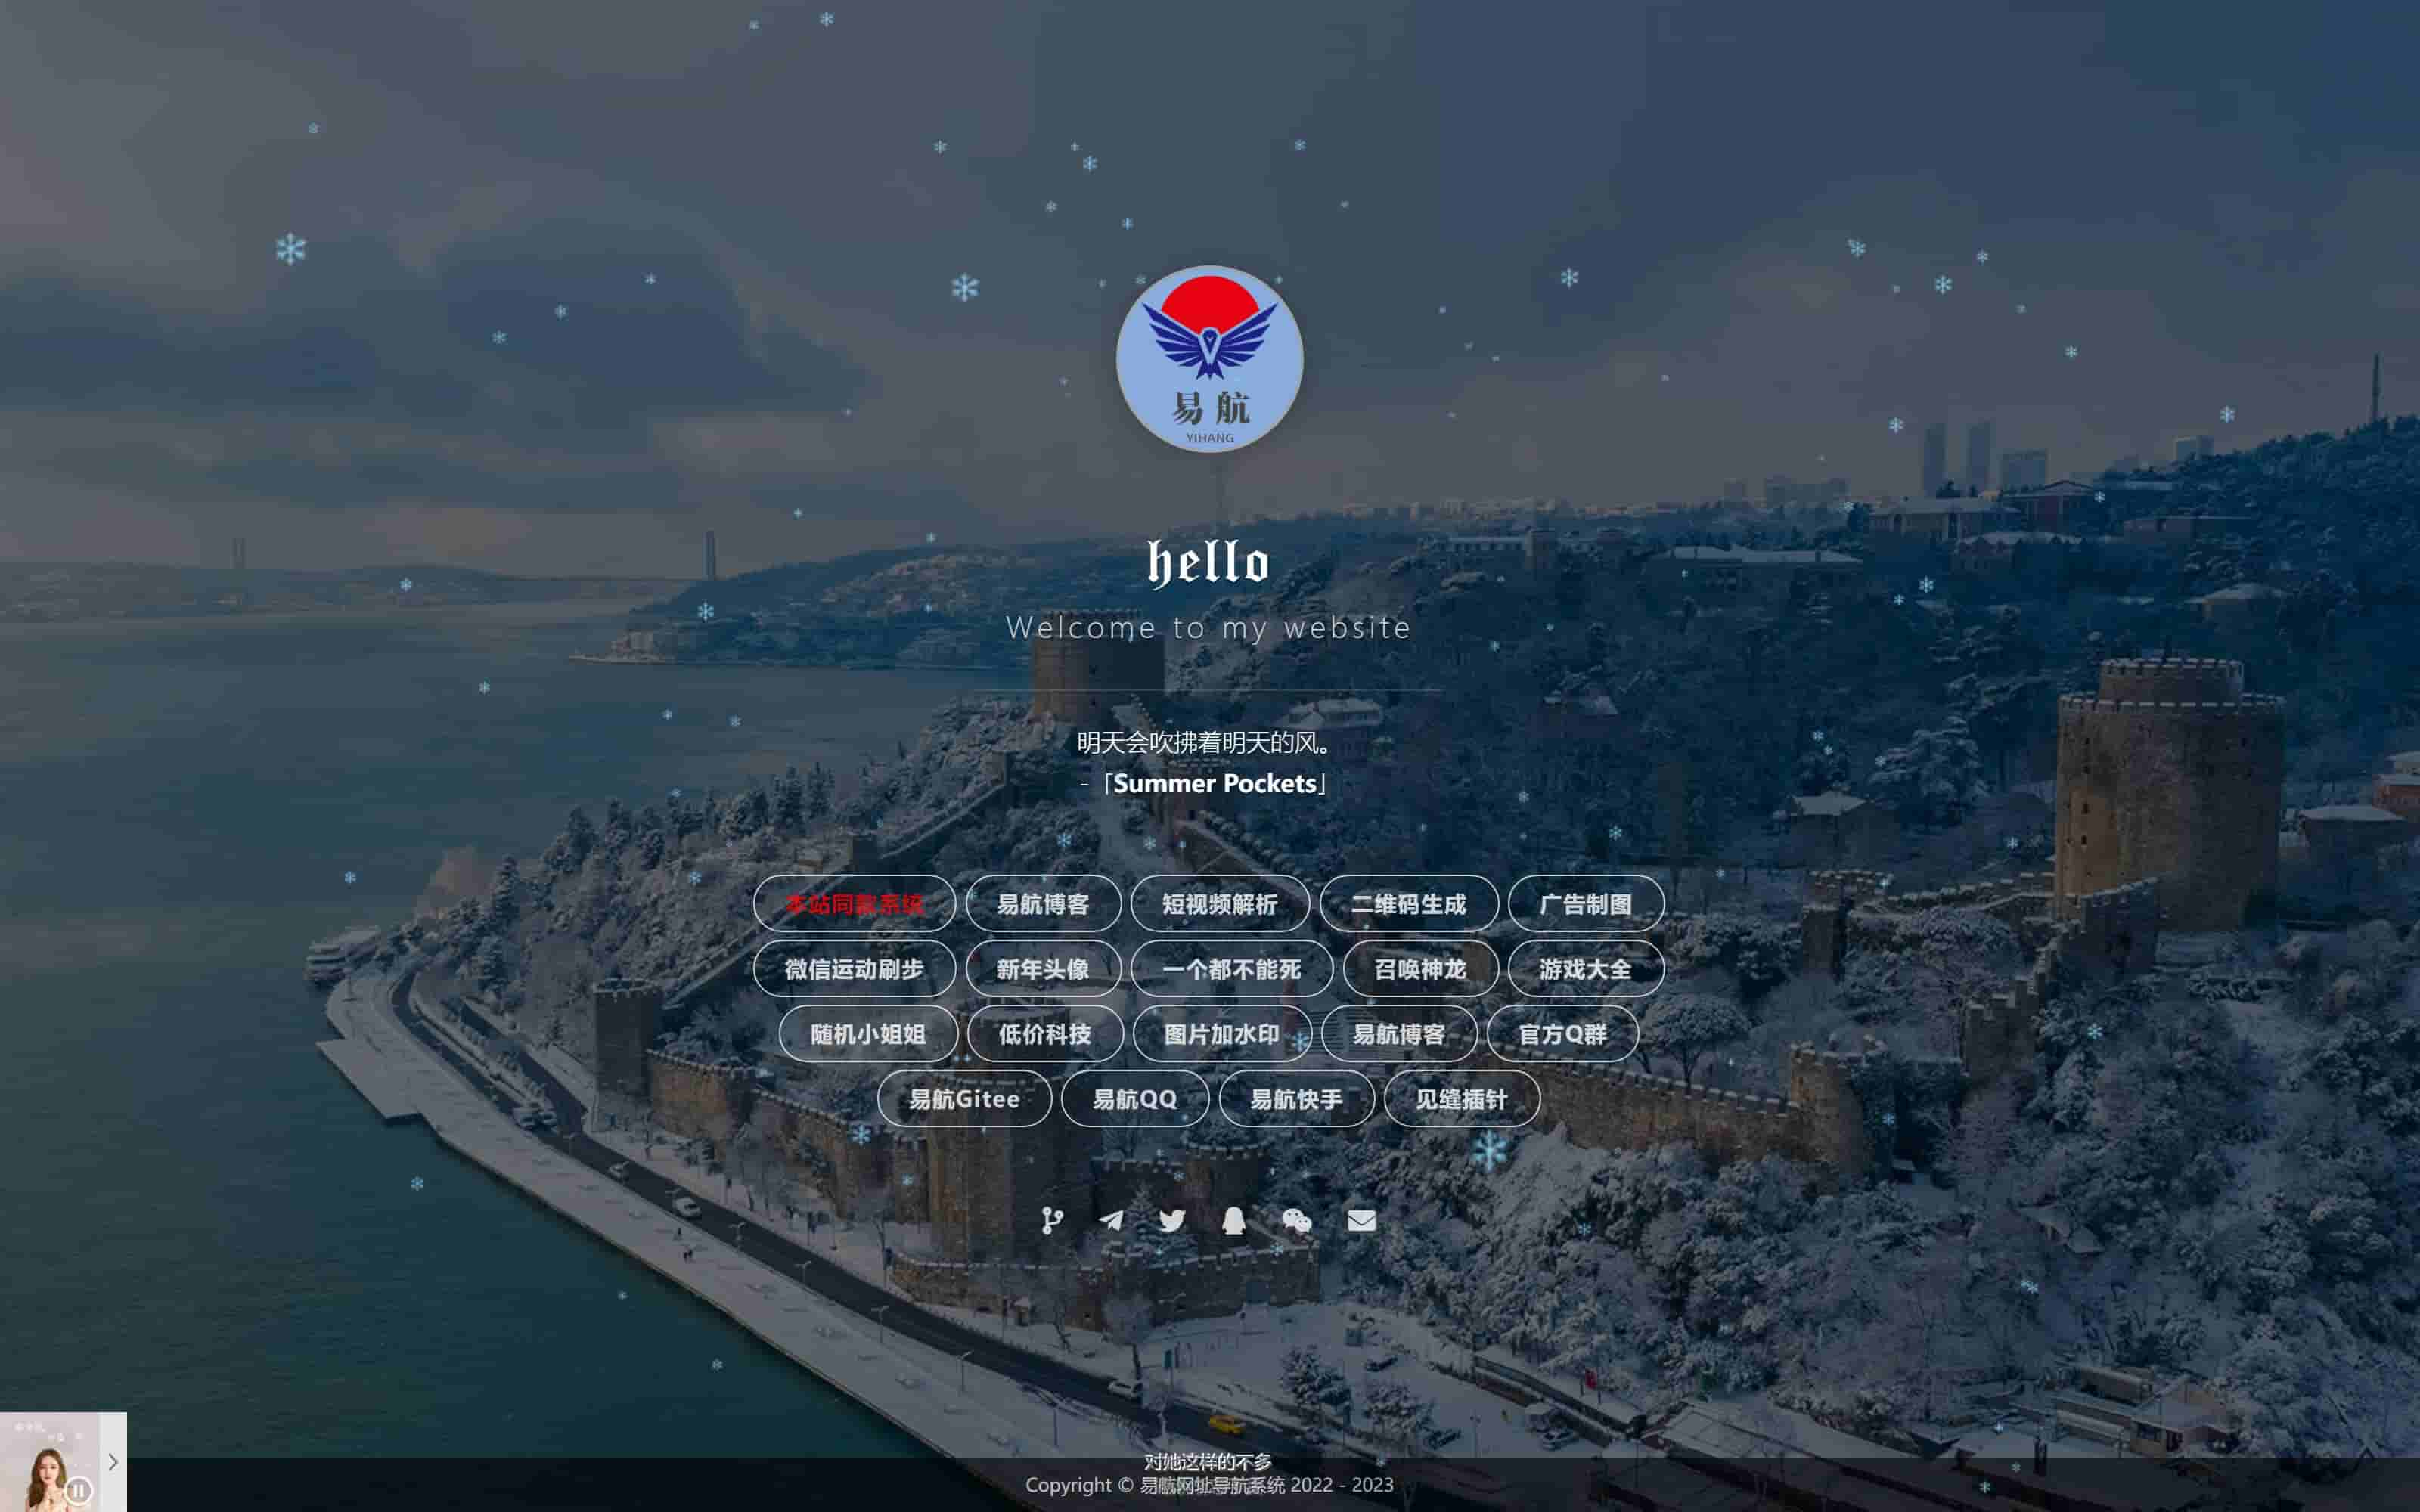 易航
YIHANG
hello
Welcome to my website
明天会吹拂着明天的风。
-「Summer Pockets」
本站同款系统 易航博客 短视频解析 二维码生成 广告制图
微信运动刷步 新年头像 一个都不能死 召唤神龙 游戏大全
随机小姐姐 低价科技 图片加水印 易航博客 官方Q群
易航Gitee 易航QQ 易航快手 见缝插针
对她这样的不多
Copyright © 易航网址导航系统 2022 - 2023